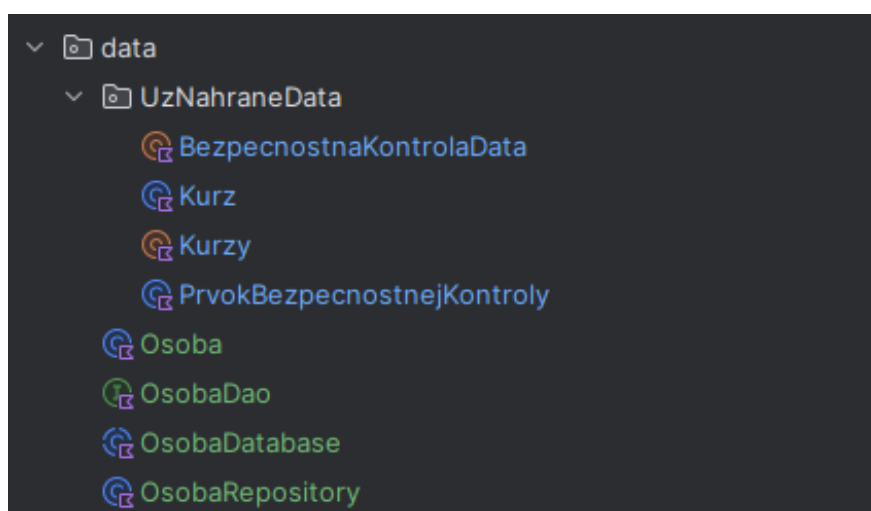 data
UzNahraneData
BezpecnostnaKontrolaData
Kurz
Kurzy
PrvokBezpecnostnejKontroly
Osoba
OsobaDao
OsobaDatabase
OsobaRepository